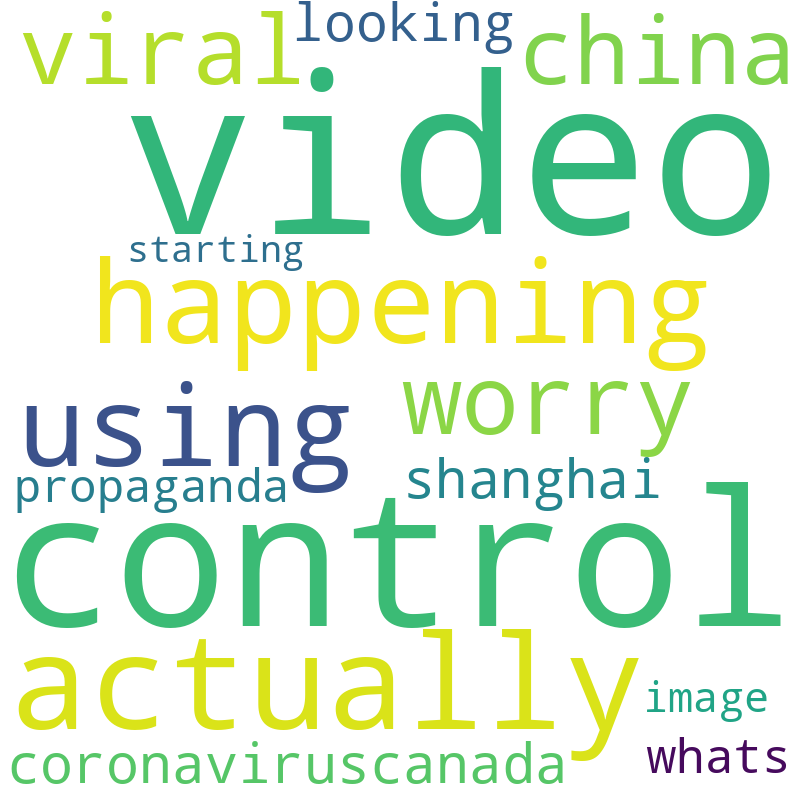 viral looking china
video
starting
happening
using worry
propaganda shanghai
control
actually
image
coronaviruscanada whats